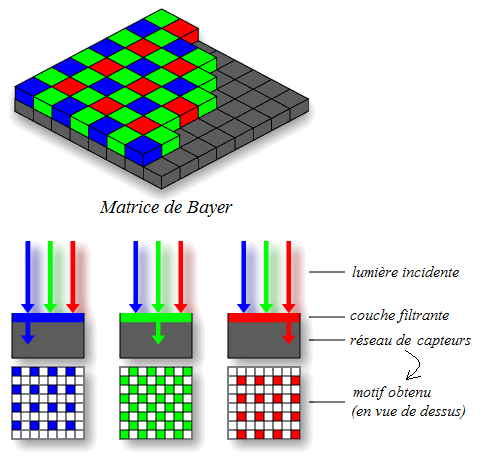 Matrice de Bayer
lumière incidente
couche filtrante
réseau de capteurs
motif obtenu
(en vue de dessus)